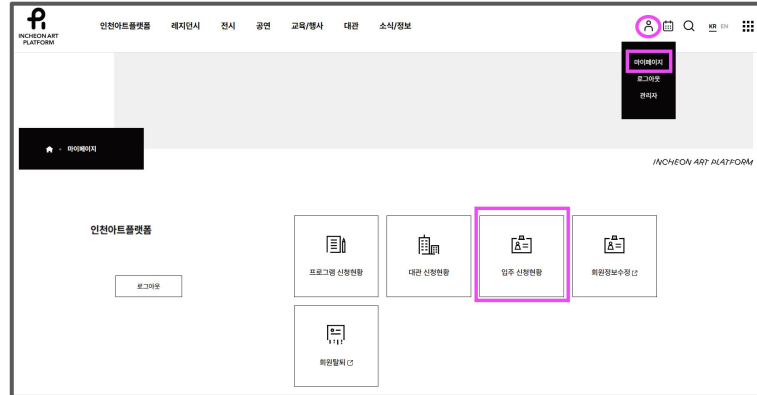 INCHEON ART
PLATFORM
인천아트플랫폼 레지던시 전시 공연 교육/행사 대관 소식/정보 KR EN
마이페이지
로그아웃
관리자
마이페이지
INCHEON ART PLATFORM
인천아트플랫폼
로그아웃
프로그램 신청현황 대관 신청현황 입주 신청현황 회원정보수정
회원탈퇴